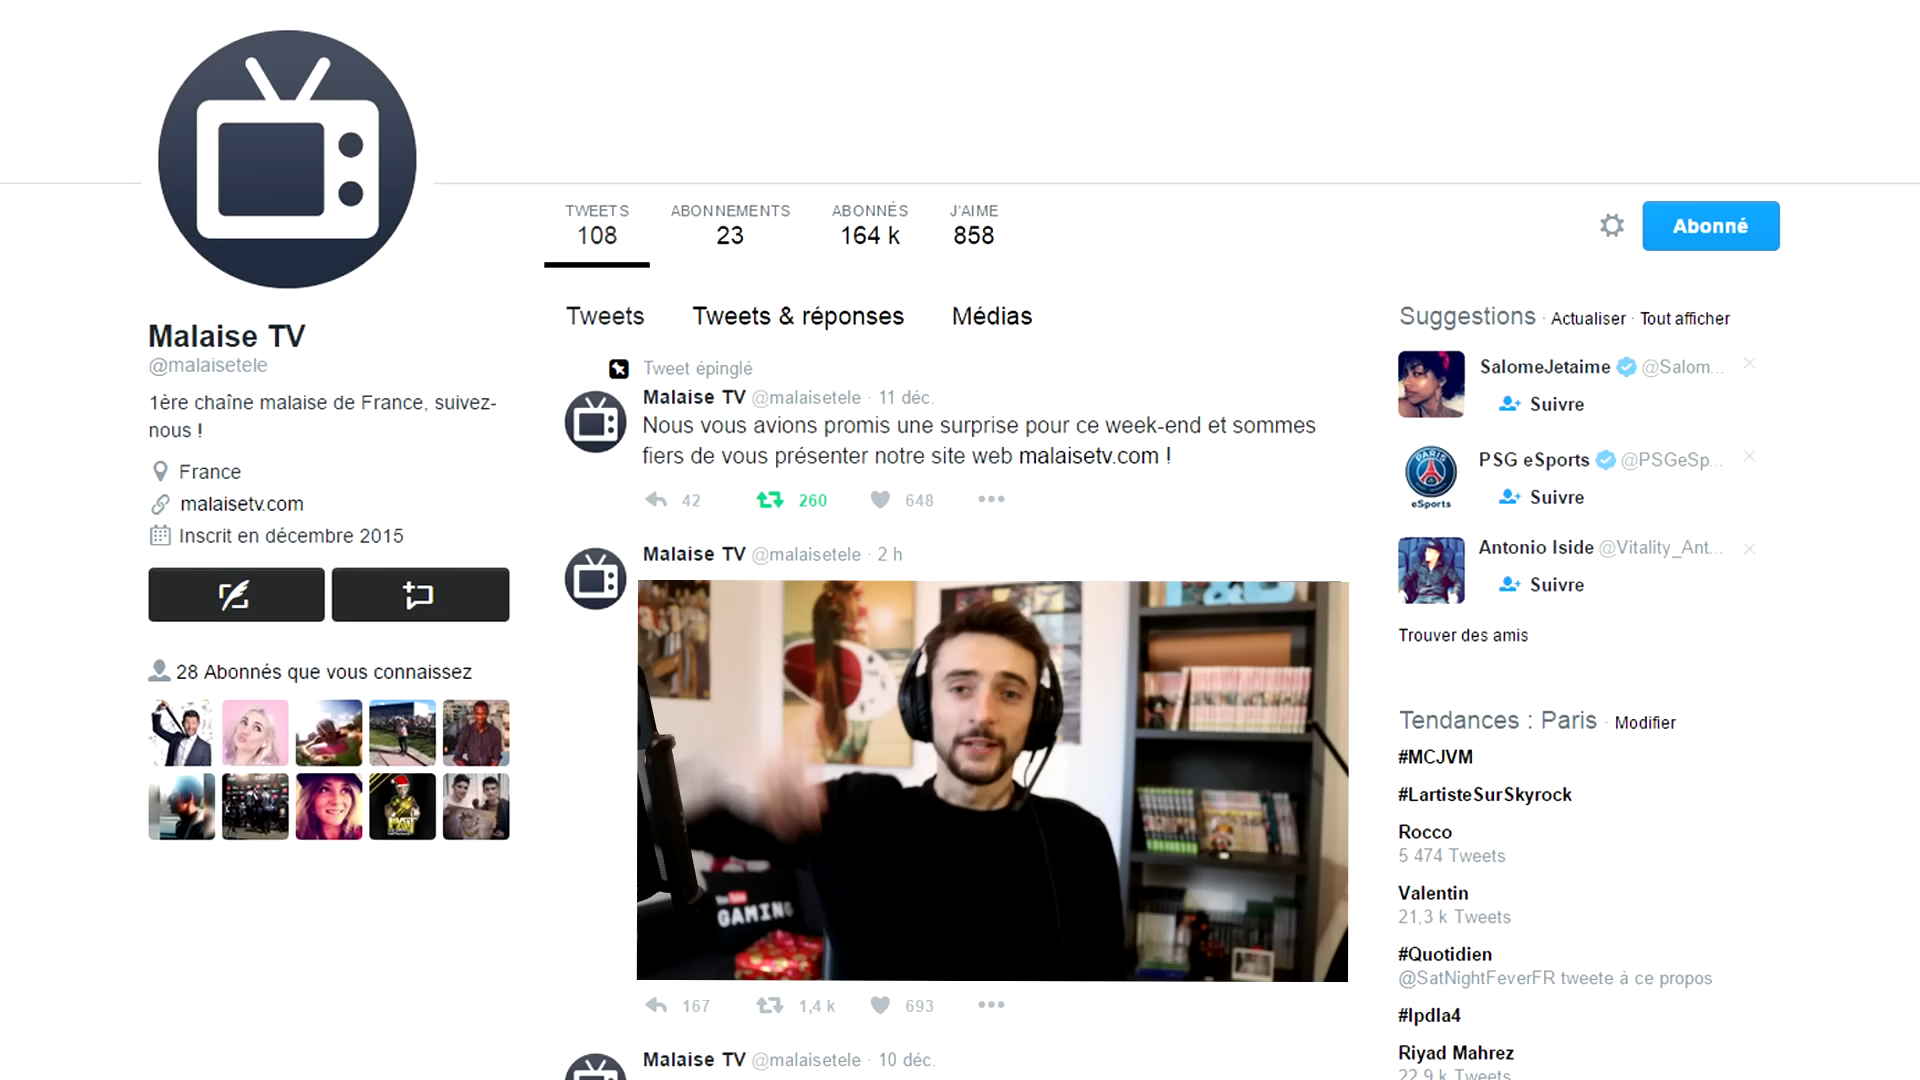 TWEETS
108
ABONNEMENTS
23
ABONNÉS
164 k
J'AIME
858
Abonné
Malaise TV
@malaisetele
1ère chaîne malaise de France, suivez-
nous !
France
malaisetv.com
Inscrit en décembre 2015
28 Abonnés que vous connaissez
Tweets
Tweets & réponses
Médias
Tweet épinglé
Malaise TV @malaisetele · 11 déc.
Nous vous avions promis une surprise pour ce week-end et sommes
fiers de vous présenter notre site web malaisetv.com !
42
260
648
•••
Malaise TV @malaisetele · 2 h
YouTube
GAMING
167
1,4 k
693
•••
Malaise TV @malaisetele · 10 déc.
Suggestions · Actualiser · Tout afficher
SalomeJetaime @Salom...
Suivre
PARIS
eSports
PSG eSports @PSGeSp...
Suivre
Antonio Iside @Vitality_Ant...
Suivre
Trouver des amis
Tendances : Paris · Modifier
#MCJVM
#LartisteSurSkyrock
Rocco
5 474 Tweets
Valentin
21,3 k Tweets
#Quotidien
@SatNightFeverFR tweete à ce propos
#lpdla4
Riyad Mahrez
22,9 k Tweets